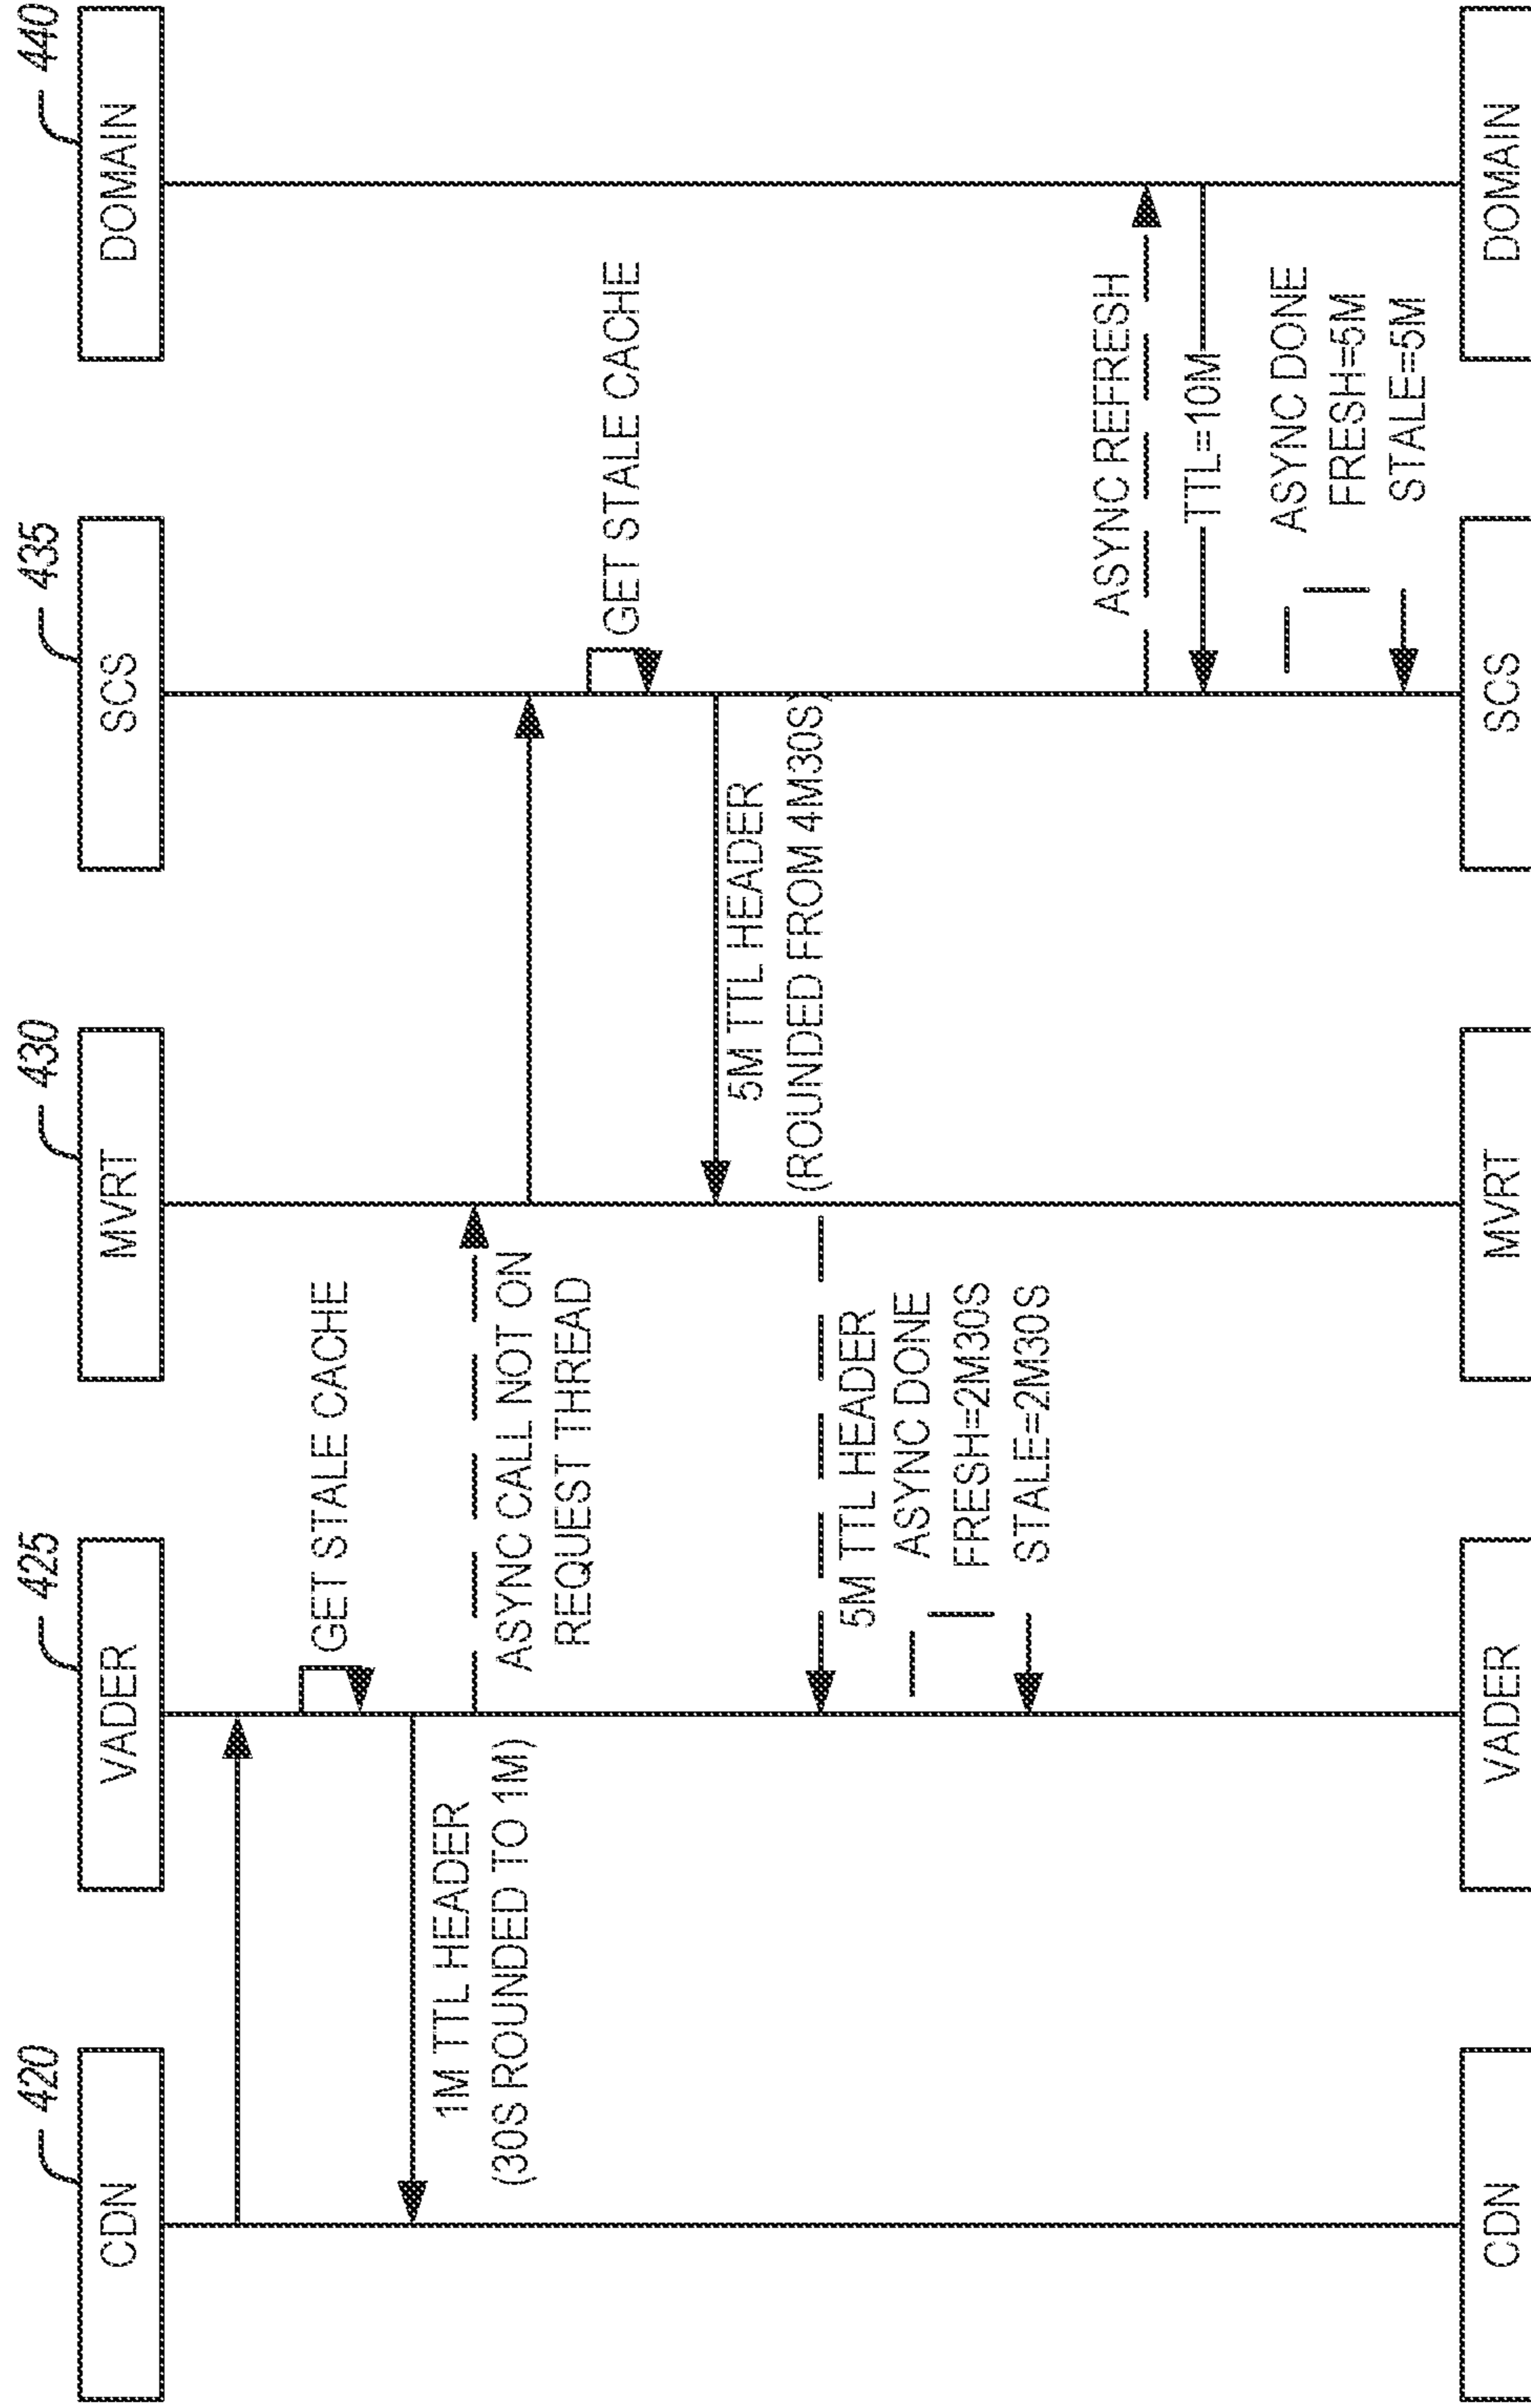 420
425
430
435
440
CDN
VADER
MVRT
SCS
DOMAIN
GET STALE CACHE
1M TTL HEADER
(30S ROUNDED TO 1M)
ASYNC CALL NOT ON
REQUEST THREAD
GET STALE CACHE
5M TTL HEADER
(ROUNDED FROM 4M30S)
5M TTL HEADER
ASYNC DONE
FRESH=2M30S
STALE=2M30S
ASYNC REFRESH
TTL=10M
ASYNC DONE
FRESH=5M
STALE=5M
CDN
VADER
MVRT
SCS
DOMAIN